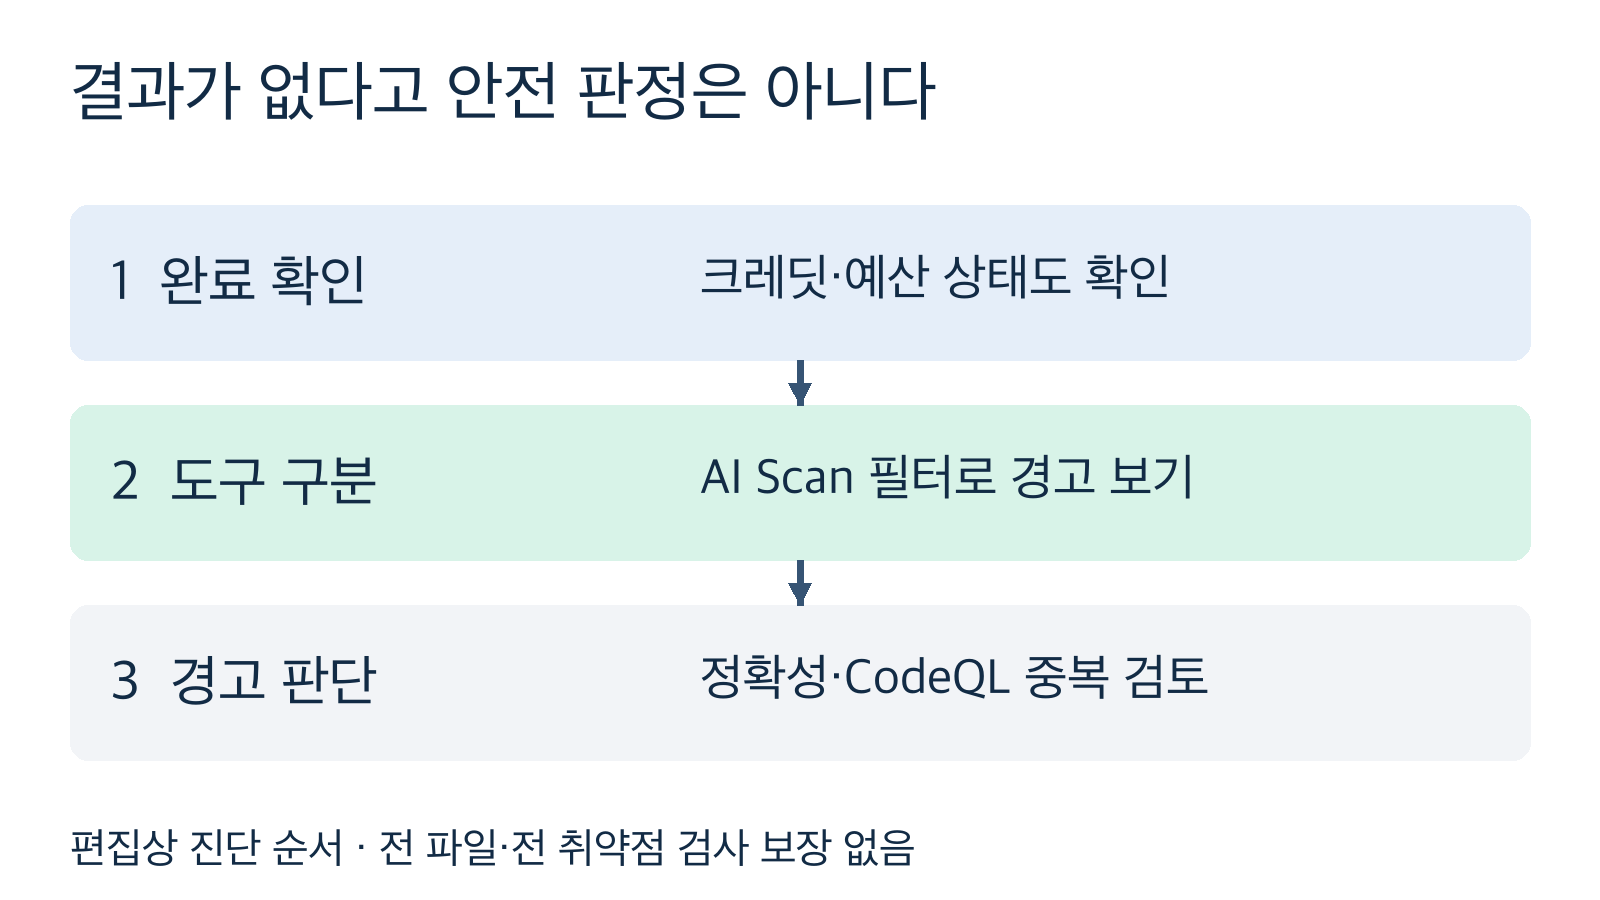 결과가 없다고 안전 판정은 아니다
1 완료 확인
크레딧·예산 상태도 확인
2 도구 구분
AI Scan 필터로 경고 보기
3 경고 판단
정확성·CodeQL 중복 검토
편집상 진단 순서 · 전 파일·전 취약점 검사 보장 없음